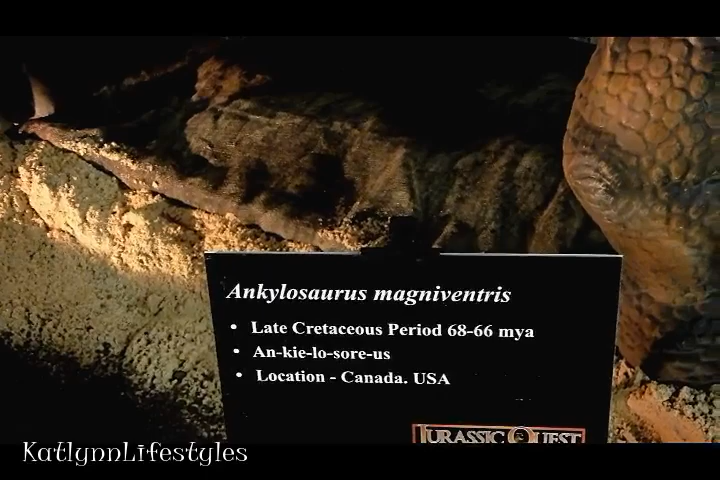 Ankylosaurus magniventris
• Late Cretaceous Period 68-66 mya
• An-kie-lo-sore-us
• Location - Canada. USA
JURASSIC QUEST
KatlynnLifestyles